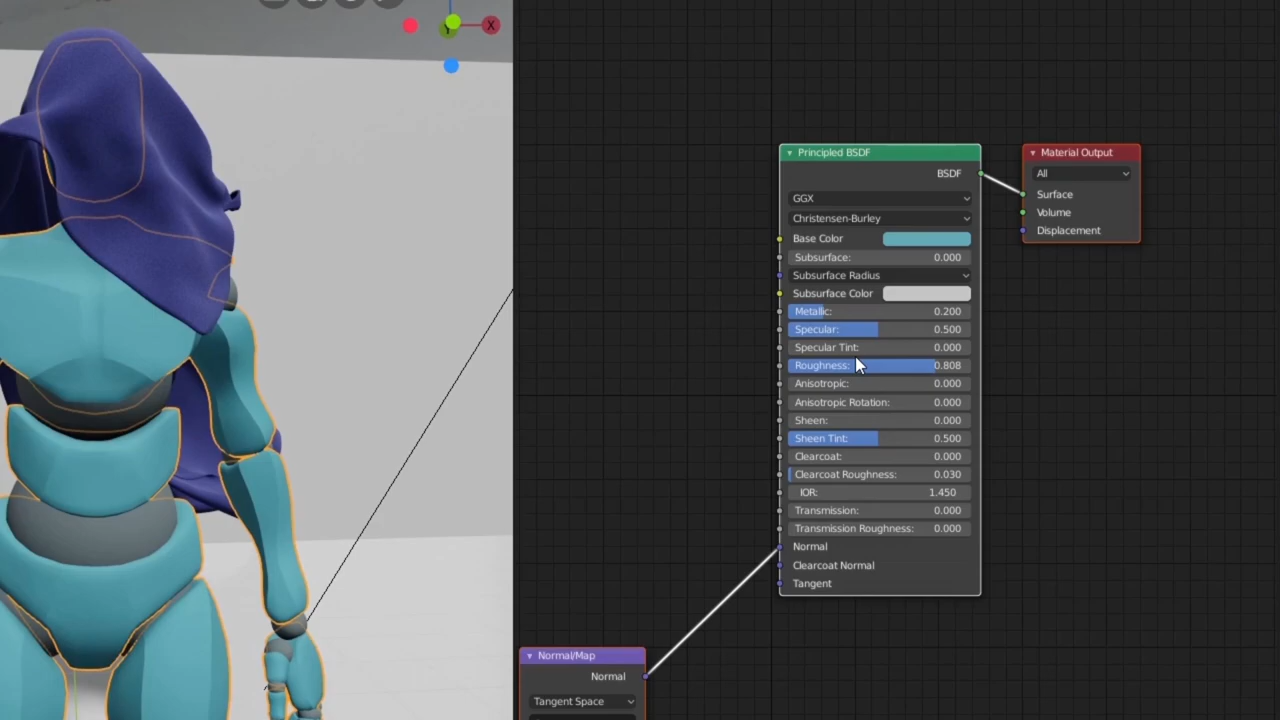 X
Y
Principled BSDF
BSDF
GGX
Christensen-Burley
Base Color
Subsurface: 0.000
Subsurface Radius
Subsurface Color
Metallic: 0.200
Specular: 0.500
Specular Tint: 0.000
Roughness: 0.808
Anisotropic: 0.000
Anisotropic Rotation: 0.000
Sheen: 0.000
Sheen Tint: 0.500
Clearcoat: 0.000
Clearcoat Roughness: 0.030
IOR: 1.450
Transmission: 0.000
Transmission Roughness: 0.000
Normal
Clearcoat Normal
Tangent
Material Output
All
Surface
Volume
Displacement
Normal/Map
Normal
Tangent Space